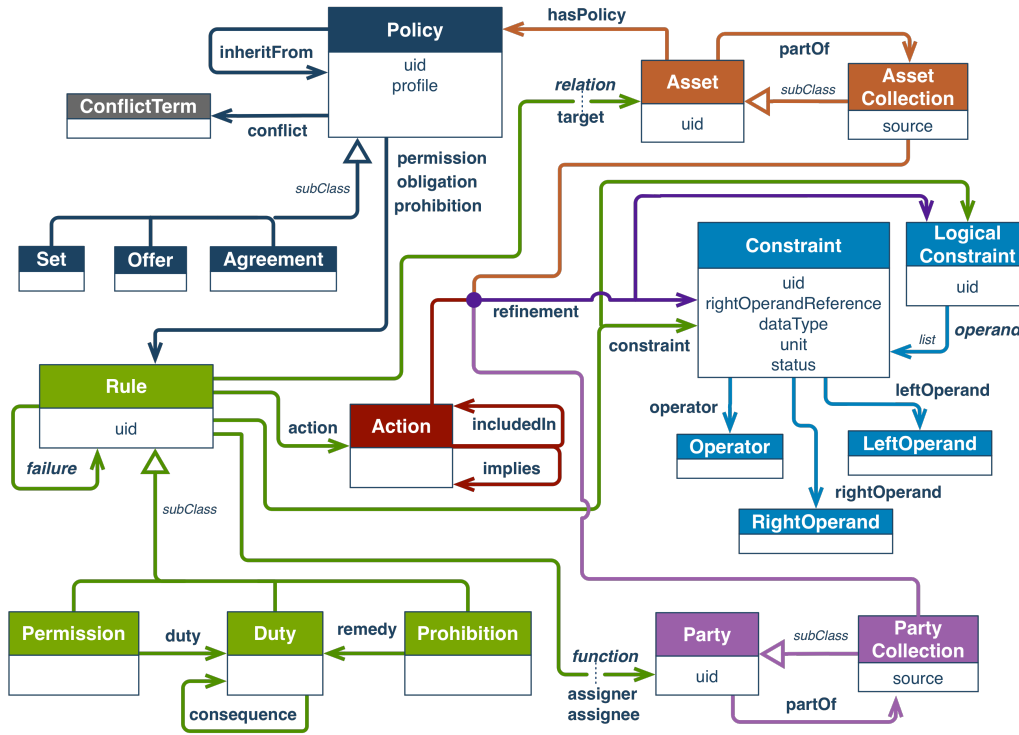 hasPolicy
Policy
inheritFrom
uid
profile
partOf
Asset
Asset
Collection
subClass
relation
target
uid
source
ConflictTerm
conflict
permission
obligation
prohibition
subClass
Set
Offer
Agreement
Constraint
Logical
Constraint
uid
rightOperandReference
dataType
unit
status
uid
operand
list
refinement
constraint
Rule
uid
failure
action
Action
includedIn
implies
operator
leftOperand
Operator
LeftOperand
rightOperand
RightOperand
subClass
Permission
duty
Duty
remedy
Prohibition
consequence
function
assigner
assignee
Party
uid
subClass
Party
Collection
source
partOf